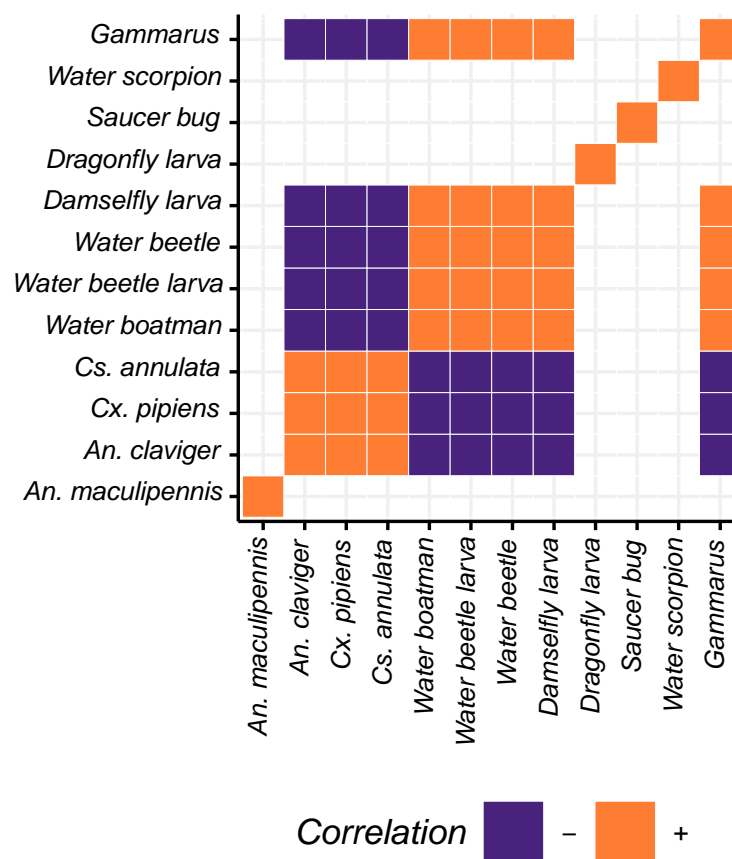 Gammarus
Water scorpion
Saucer bug
Dragonfly larva
Damselfly larva
Water beetle
Water beetle larva
Water boatman
Cs. annulata
Cx. pipiens
An. claviger
An. maculipennis
An. maculipennis
An. claviger
Cx. pipiens
Cs. annulata
Water boatman
Water beetle larva
Water beetle
Damselfly larva
Dragonfly larva
Saucer bug
Water scorpion
Gammarus
Correlation - +